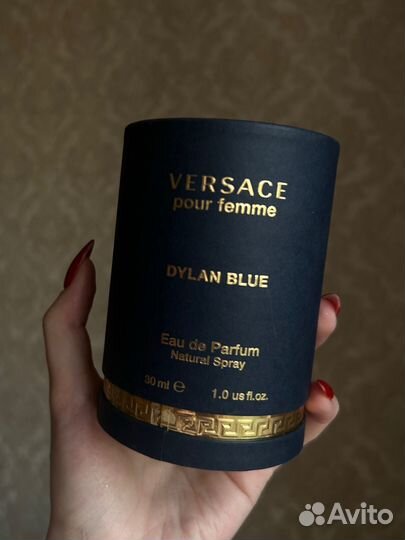 VERSACE
pour femme
DYLAN BLUE
Eau de Parfum
Natural Spray
30 ml ℮ 1.0 us fl.oz.
Avito